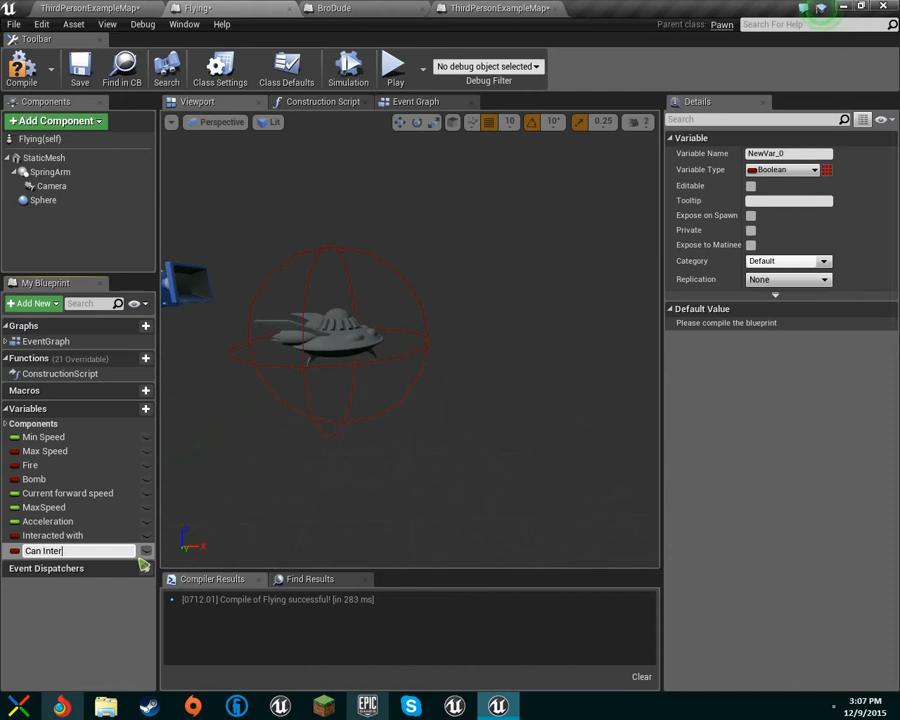 ThirdPersonExampleMap•
Flying•
BroDude
ThirdPersonExampleMap•
File Edit Asset View Debug Window Help
Parent class: Pawn
Search For Help
Toolbar
Compile Save Find in CB Search Class Settings Class Defaults Simulation Play
No debug object selected
Debug Filter
Components
Viewport
Construction Script
Event Graph
Details
+Add Component
Perspective Lit
10 10° 0.25 2
Search
Flying(self)
StaticMesh
SpringArm
Camera
Sphere
Variable
Variable Name NewVar_0
Variable Type Boolean
Editable
Tooltip
Expose on Spawn
Private
Expose to Matinee
Category Default
Replication None
Default Value
Please compile the blueprint
My Blueprint
+Add New Search
Graphs
EventGraph
Functions (21 Overridable)
ConstructionScript
Macros
Variables
Components
Min Speed
Max Speed
Fire
Bomb
Current forward speed
MaxSpeed
Acceleration
Interacted with
Can Inter
Event Dispatchers
X
Y
Compiler Results
Find Results
[0712.01] Compile of Flying successful! [in 283 ms]
Clear
EPIC
3:07 PM
12/9/2015